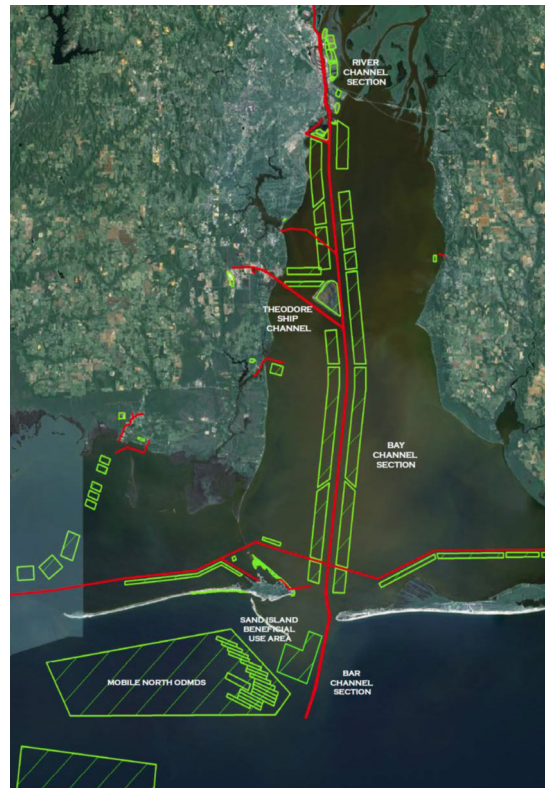 RIVER
CHANNEL
SECTION
THEODORE
SHIP
CHANNEL
BAY
CHANNEL
SECTION
SAND ISLAND
BENEFICIAL
USE AREA
MOBILE NORTH ODMDS
BAR
CHANNEL
SECTION